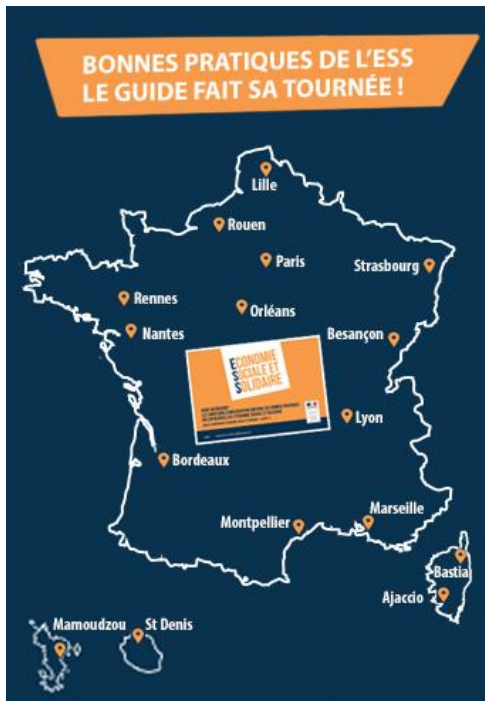 BONNES PRATIQUES DE L'ESS
LE GUIDE FAIT SA TOURNÉE !
Lille
Rouen
Paris
Strasbourg
Rennes
Orléans
Nantes
Besançon
ECONOMIE
SOCIALE ET
SOLIDAIRE
Lyon
Bordeaux
Marseille
Montpellier
Bastia
Ajaccio
Mamoudzou
St Denis